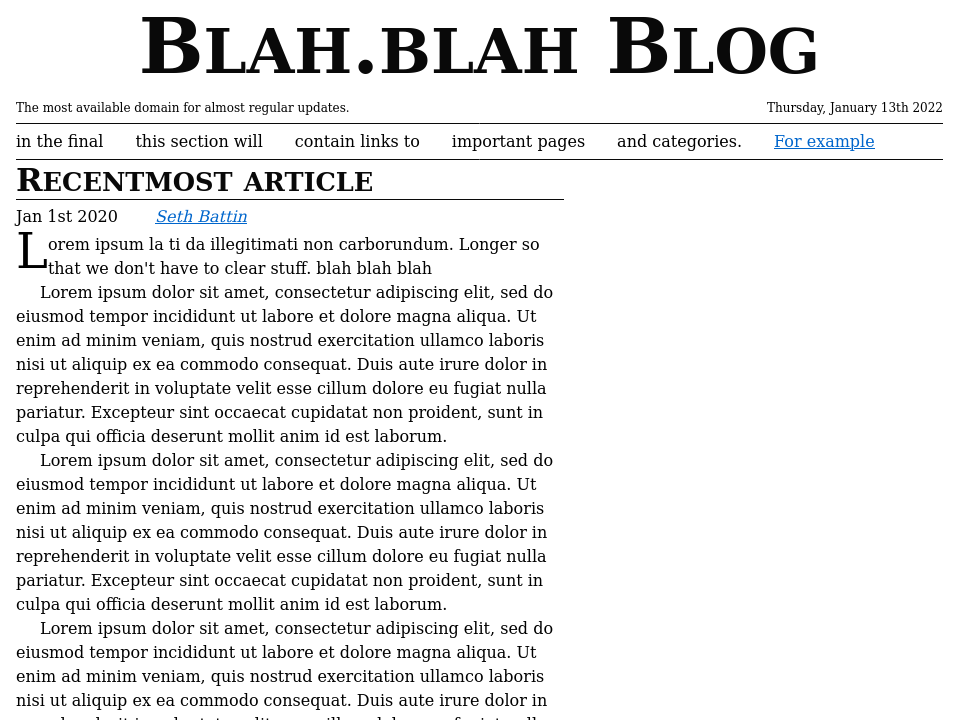 Blah.blah Blog
The most available domain for almost regular updates.
Thursday, January 13th 2022
in the final this section will contain links to important pages and categories. For example
Recentmost article
Jan 1st 2020 Seth Battin
Lorem ipsum la ti da illegitimati non carborundum. Longer so
that we don't have to clear stuff. blah blah blah
Lorem ipsum dolor sit amet, consectetur adipiscing elit, sed do
eiusmod tempor incididunt ut labore et dolore magna aliqua. Ut
enim ad minim veniam, quis nostrud exercitation ullamco laboris
nisi ut aliquip ex ea commodo consequat. Duis aute irure dolor in
reprehenderit in voluptate velit esse cillum dolore eu fugiat nulla
pariatur. Excepteur sint occaecat cupidatat non proident, sunt in
culpa qui officia deserunt mollit anim id est laborum.
Lorem ipsum dolor sit amet, consectetur adipiscing elit, sed do
eiusmod tempor incididunt ut labore et dolore magna aliqua. Ut
enim ad minim veniam, quis nostrud exercitation ullamco laboris
nisi ut aliquip ex ea commodo consequat. Duis aute irure dolor in
reprehenderit in voluptate velit esse cillum dolore eu fugiat nulla
pariatur. Excepteur sint occaecat cupidatat non proident, sunt in
culpa qui officia deserunt mollit anim id est laborum.
Lorem ipsum dolor sit amet, consectetur adipiscing elit, sed do
eiusmod tempor incididunt ut labore et dolore magna aliqua. Ut
enim ad minim veniam, quis nostrud exercitation ullamco laboris
nisi ut aliquip ex ea commodo consequat. Duis aute irure dolor in